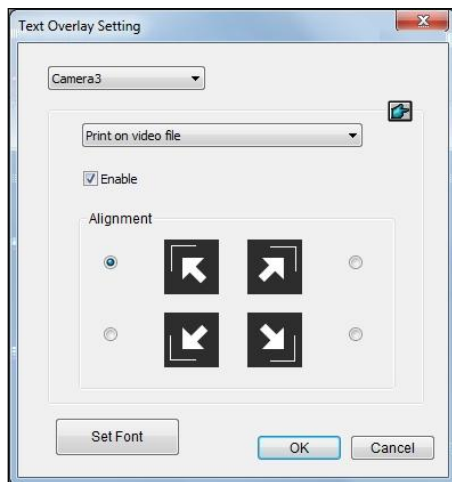 Text Overlay Setting
Camera3
Print on video file
Enable
Alignment
Set Font
OK
Cancel